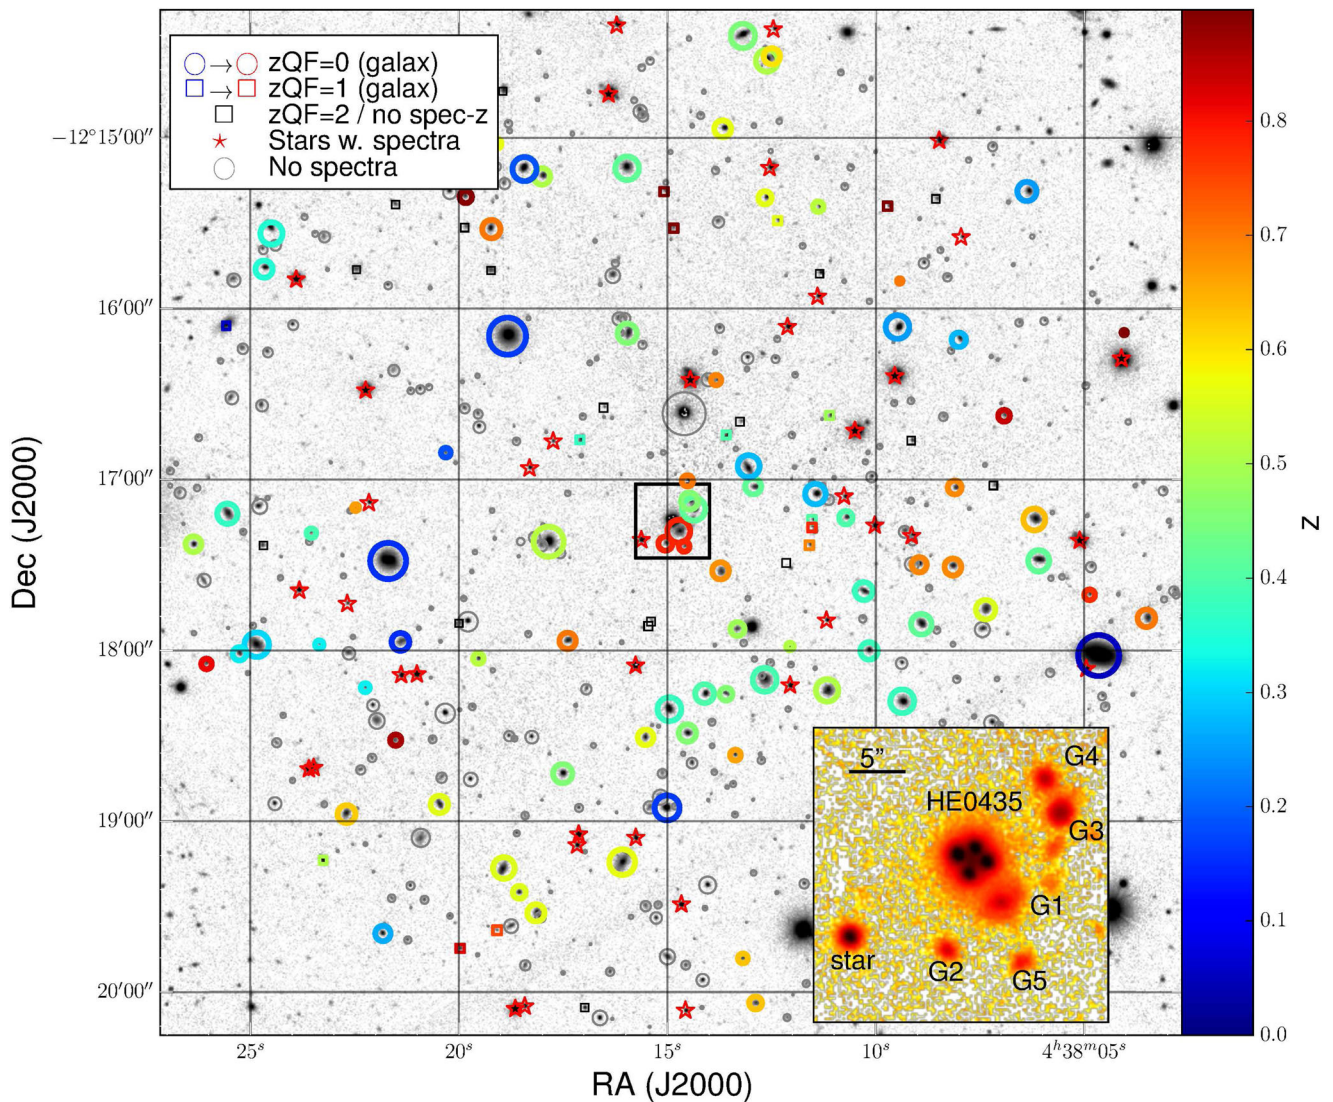 zQF=0 (galax)
zQF=1 (galax)
zQF=2 / no spec-z
Stars w. spectra
No spectra
−12°15′00″
16′00″
17′00″
18′00″
19′00″
20′00″
Dec (J2000)
25ˢ
20ˢ
15ˢ
10ˢ
4ʰ38ᵐ05ˢ
RA (J2000)
5”
HE0435
G4
G3
G1
G2
G5
star
0.8
0.7
0.6
0.5
0.4
0.3
0.2
0.1
0.0
z